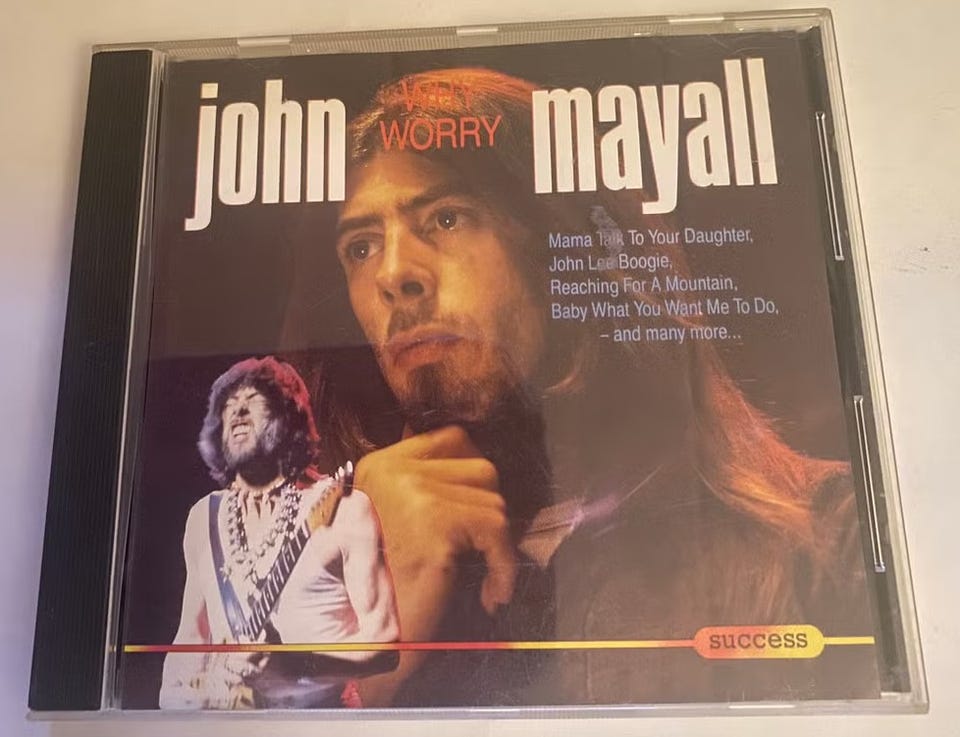 john WHY mayall
WORRY
Mama Talk To Your Daughter,
John Lee Boogie,
Reaching For A Mountain,
Baby What You Want Me To Do,
– and many more...
success